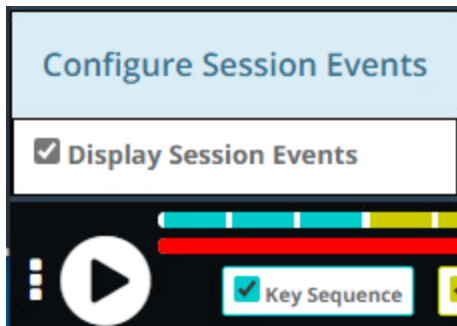 Configure Session Events
Display Session Events
Key Sequence